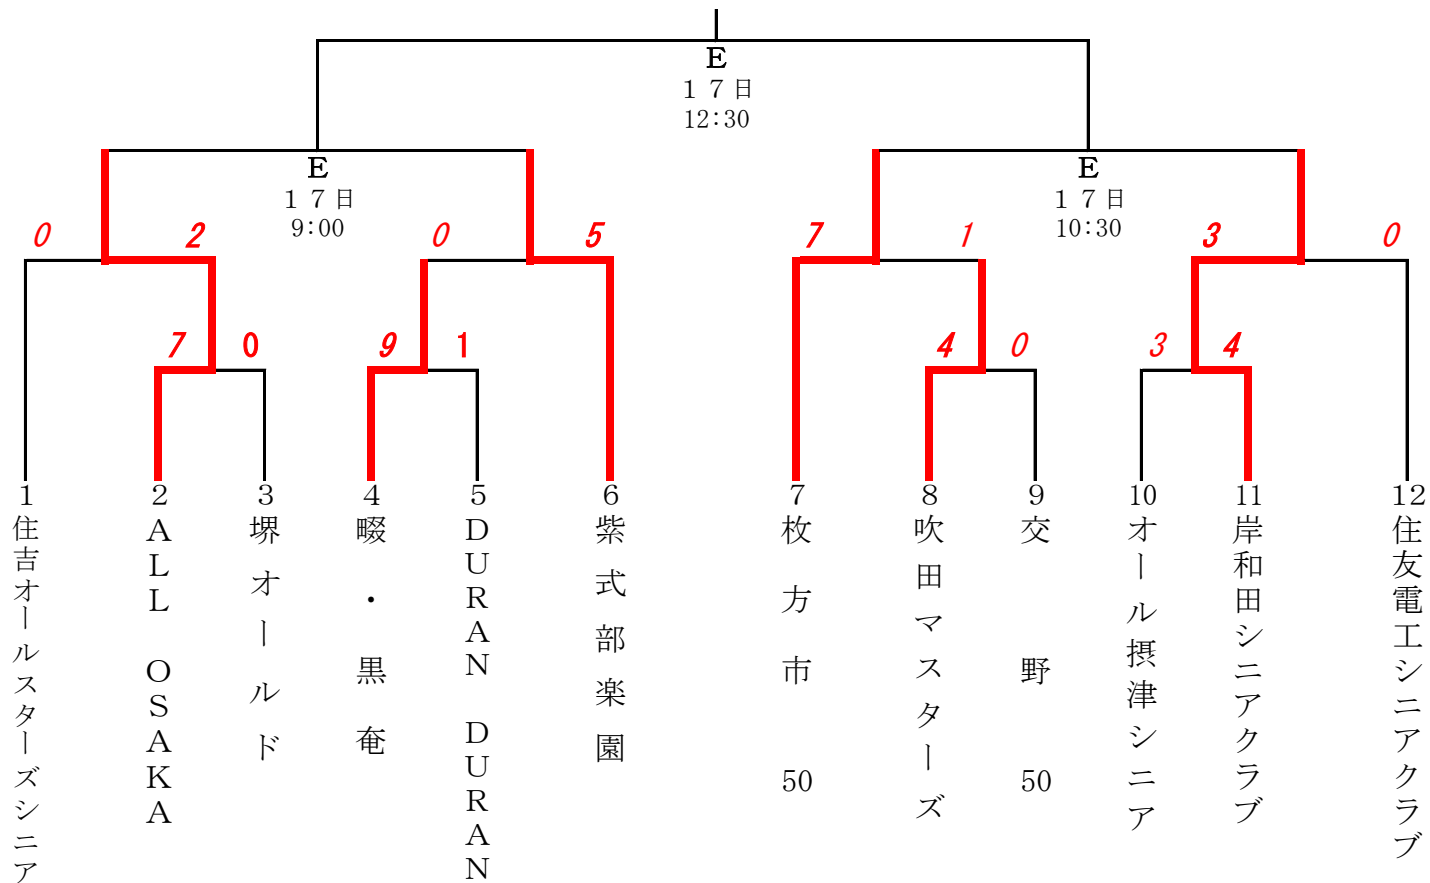 E
17日
12:30
E
17日
9:00
E
17日
10:30
0
2
0
5
7
1
3
0
7
0
9
1
4
0
3
4
1
住吉オールスターズシニア
2
ALL OSAKA
3
堺オールド
4
畷・黒奄
5
DURAN DURAN
6
紫式部楽園
7
枚方市50
8
吹田マスターズ
9
交野50
10
オール摂津シニア
11
岸和田シニアクラブ
12
住友電工シニアクラブ